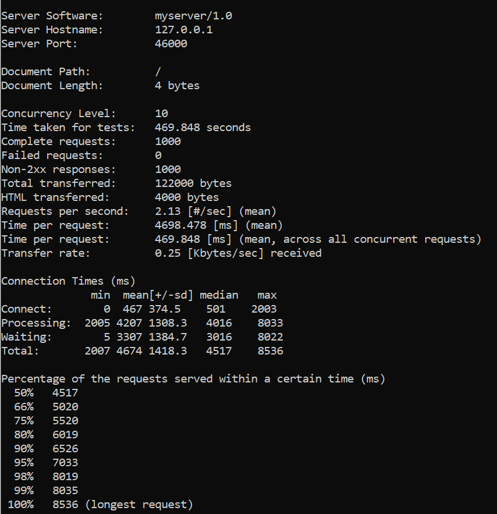 Server Software:        myserver/1.0
Server Hostname:        127.0.0.1
Server Port:            46000
Document Path:          /
Document Length:        4 bytes
Concurrency Level:      10
Time taken for tests:   469.848 seconds
Complete requests:      1000
Failed requests:        0
Non-2xx responses:      1000
Total transferred:      122000 bytes
HTML transferred:       4000 bytes
Requests per second:    2.13 [#/sec] (mean)
Time per request:       4698.478 [ms] (mean)
Time per request:       469.848 [ms] (mean, across all concurrent requests)
Transfer rate:          0.25 [Kbytes/sec] received
Connection Times (ms)
              min  mean[+/-sd] median   max
Connect:        0  467 374.5    501    2003
Processing:  2005 4207 1308.3   4016    8033
Waiting:        5 3307 1384.7   3016    8022
Total:       2007 4674 1418.3   4517    8536
Percentage of the requests served within a certain time (ms)
  50%   4517
  66%   5020
  75%   5520
  80%   6019
  90%   6526
  95%   7033
  98%   8019
  99%   8035
 100%   8536 (longest request)